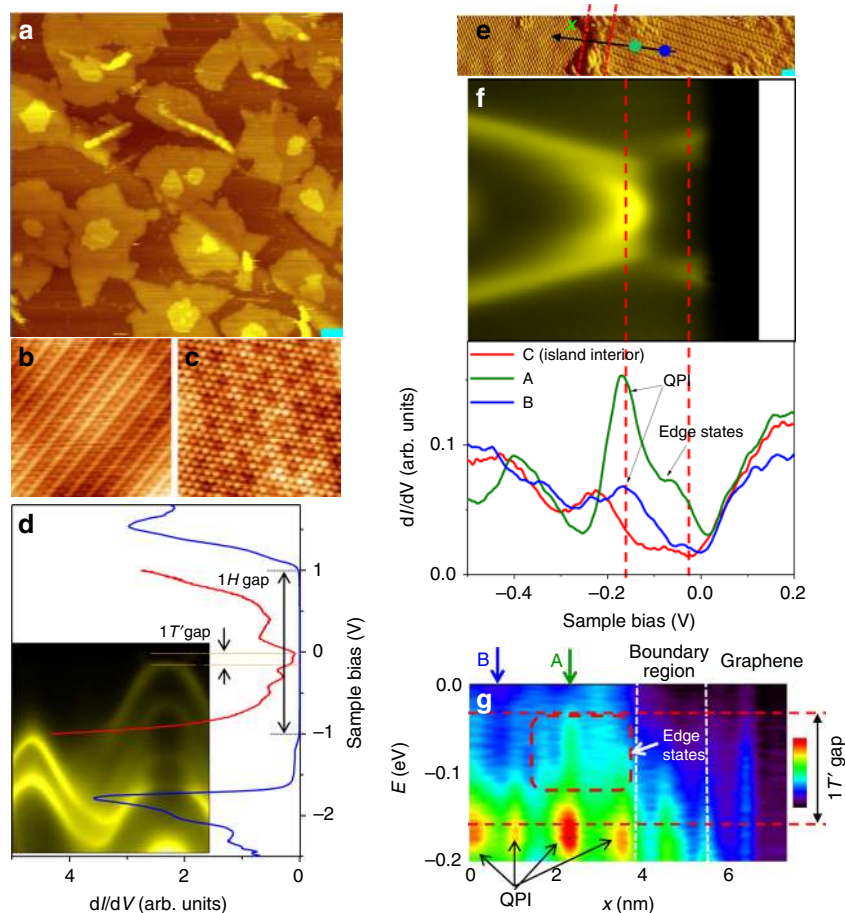 a
b
c
d
1H gap
1T′ gap
1
0
−1
−2
Sample bias (V)
4
2
0
dI/dV (arb. units)
e
x
f
C (island interior)
A
B
QPI
Edge states
0.1
0.0
dI/dV (arb. units)
−0.4
−0.2
0.0
0.2
Sample bias (V)
B
A
Boundary
region
Graphene
g
0.0
−0.1
−0.2
E (eV)
Edge
states
1T′ gap
QPI
0
2
4
6
x (nm)